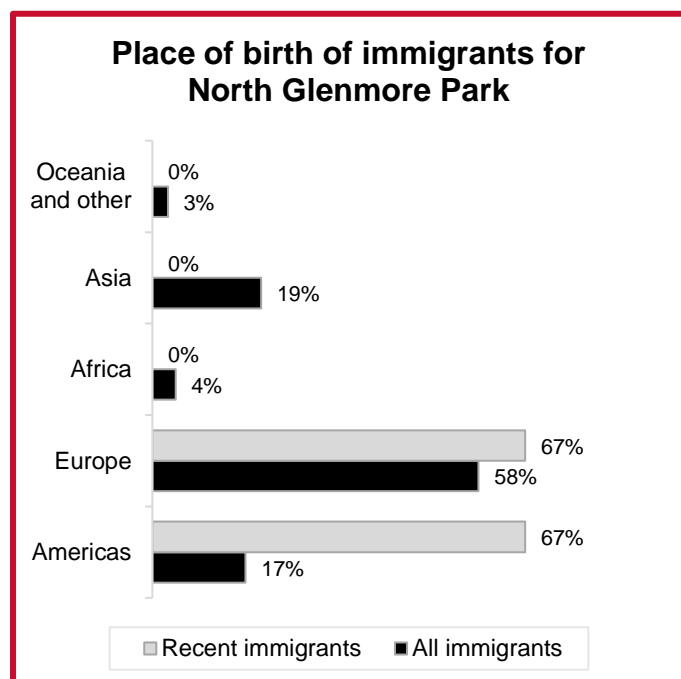 Place of birth of immigrants for
North Glenmore Park
Oceania
and other
0%
3%
Asia
0%
19%
Africa
0%
4%
Europe
67%
58%
Americas
67%
17%
Recent immigrants
All immigrants